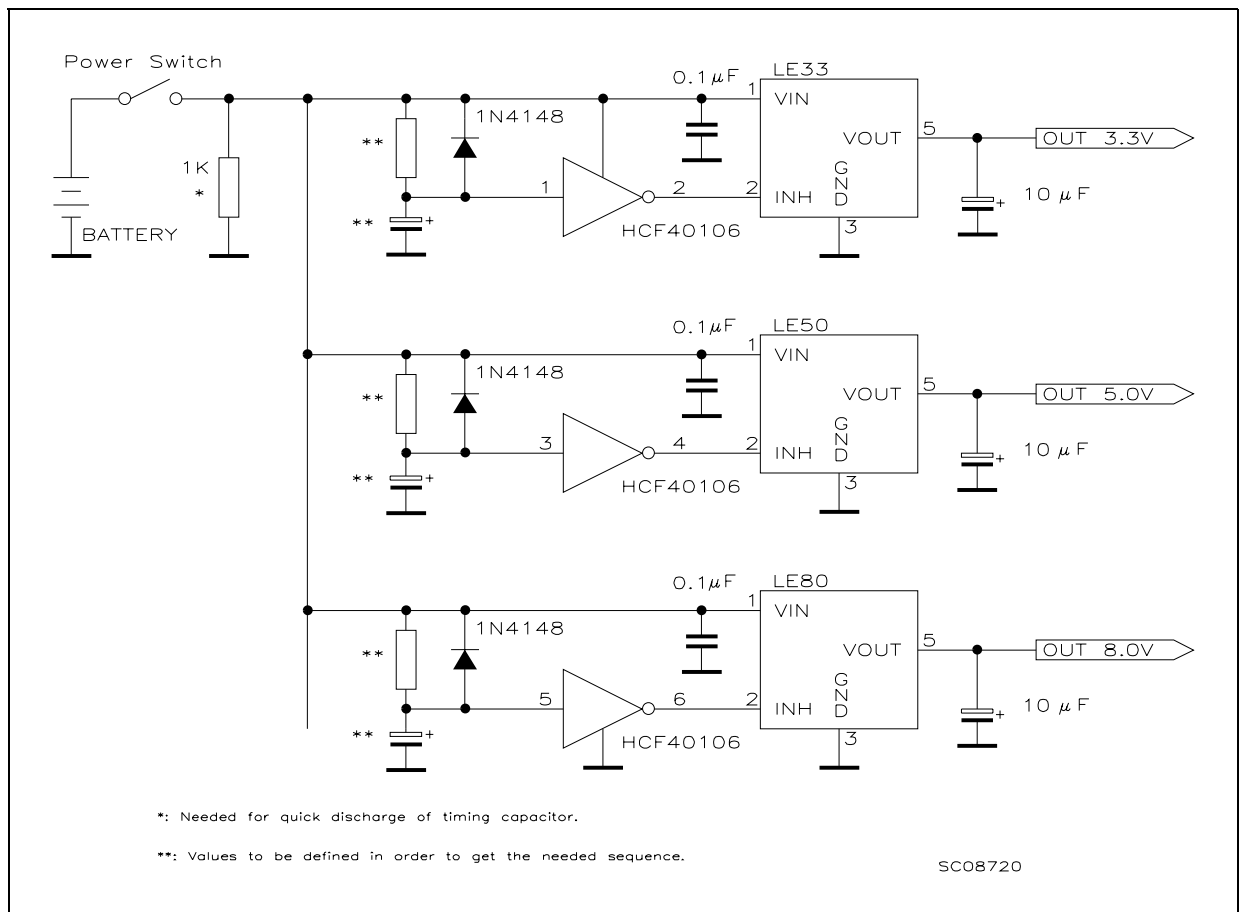 Power Switch
BATTERY
1K
*
**
**
+
1N4148
1
2
HCF40106
0.1μF
LE33
1
VIN
2
INH
GND
3
VOUT
5
+
10 μF
OUT 3.3V
**
**
+
1N4148
3
4
HCF40106
0.1μF
LE50
1
VIN
2
INH
GND
3
VOUT
5
+
10 μF
OUT 5.0V
**
**
+
1N4148
5
6
HCF40106
0.1μF
LE80
1
VIN
2
INH
GND
3
VOUT
5
+
10 μF
OUT 8.0V
*: Needed for quick discharge of timing capacitor.
**: Values to be defined in order to get the needed sequence.
SC08720